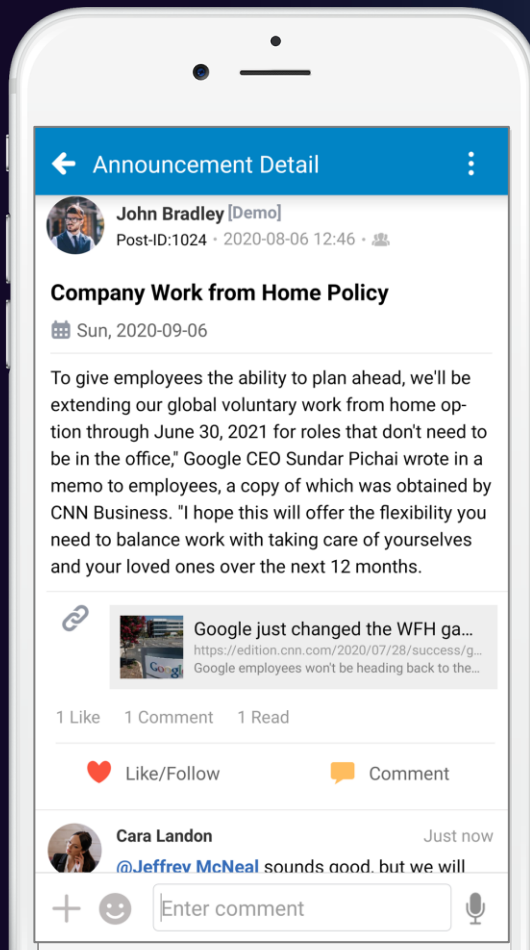 Announcement Detail
John Bradley [Demo]
Post-ID:1024 • 2020-08-06 12:46 •
Company Work from Home Policy
Sun, 2020-09-06
To give employees the ability to plan ahead, we'll be
extending our global voluntary work from home op-
tion through June 30, 2021 for roles that don't need to
be in the office," Google CEO Sundar Pichai wrote in a
memo to employees, a copy of which was obtained by
CNN Business. "I hope this will offer the flexibility you
need to balance work with taking care of yourselves
and your loved ones over the next 12 months.
Google just changed the WFH ga...
https://edition.cnn.com/2020/07/28/success/g...
Google employees won't be heading back to the...
1 Like 1 Comment 1 Read
Like/Follow Comment
Cara Landon Just now
@Jeffrey McNeal sounds good, but we will
Enter comment